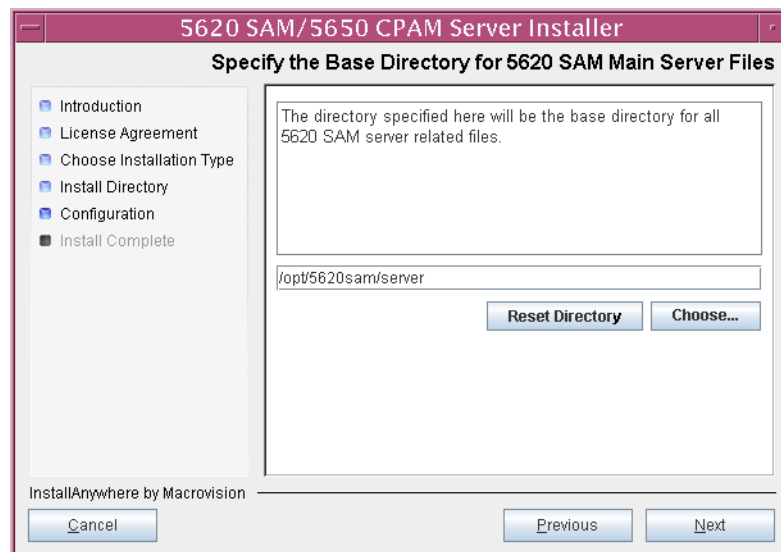 5620 SAM/5650 CPAM Server Installer
Specify the Base Directory for 5620 SAM Main Server Files
Introduction
License Agreement
Choose Installation Type
Install Directory
Configuration
Install Complete
The directory specified here will be the base directory for all
5620 SAM server related files.
/opt/5620sam/server
Reset Directory
Choose...
InstallAnywhere by Macrovision
Cancel
Previous
Next